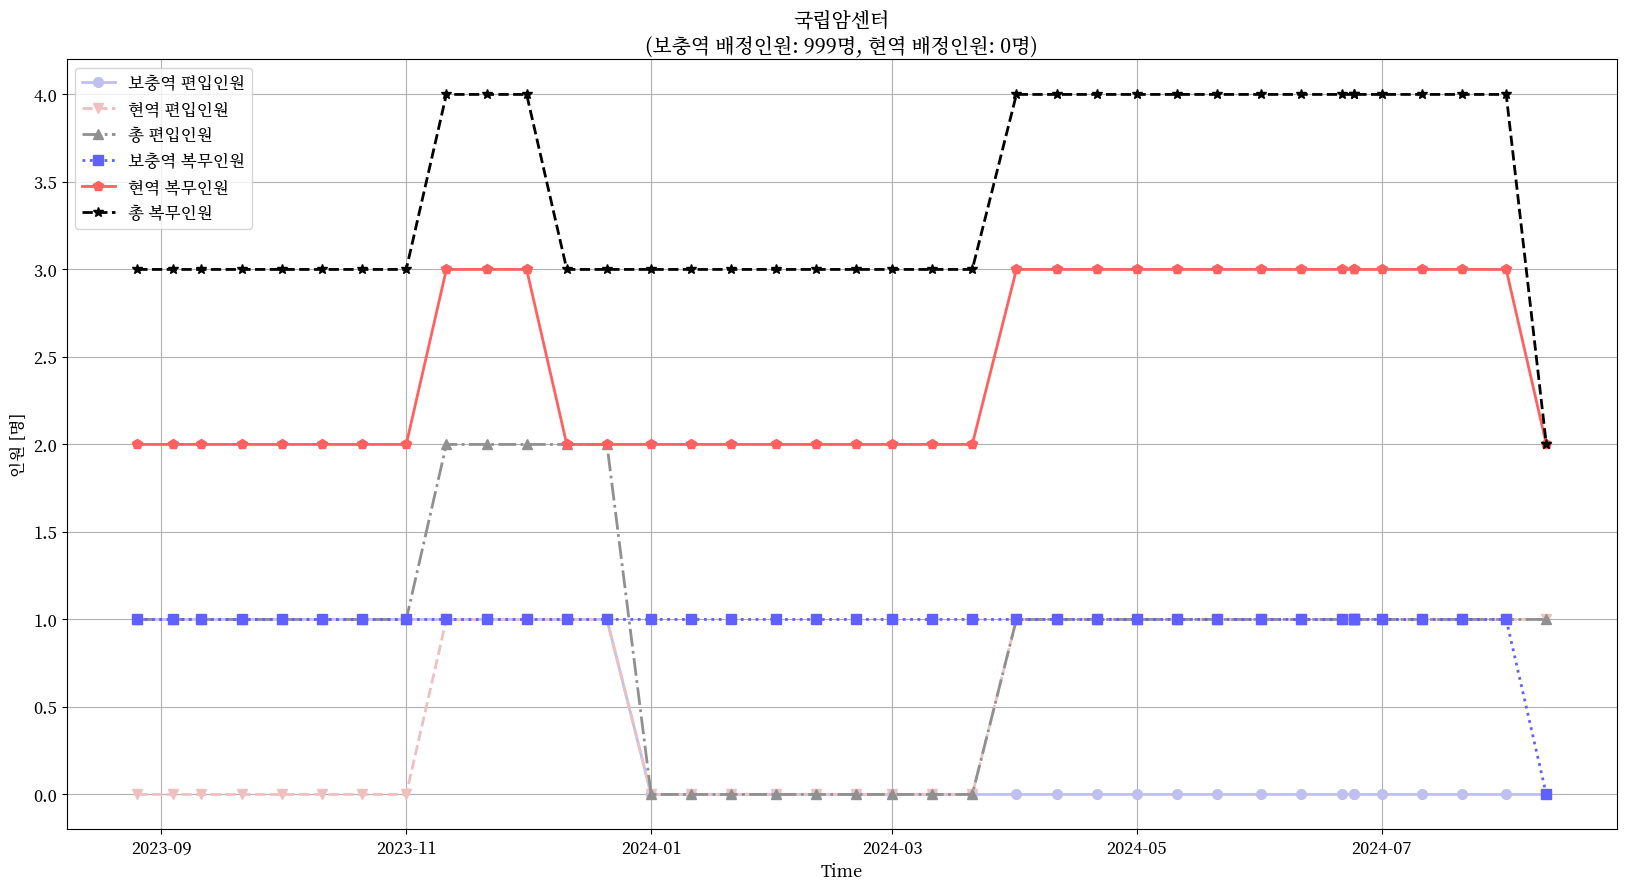 국립암센터
(보충역 배정인원: 999명, 현역 배정인원: 0명)
보충역 편입인원
현역 편입인원
총 편입인원
보충역 복무인원
현역 복무인원
총 복무인원
4.0
3.5
3.0
2.5
2.0
1.5
1.0
0.5
0.0
인원 [명]
2023-09 2023-11 2024-01 2024-03 2024-05 2024-07
Time